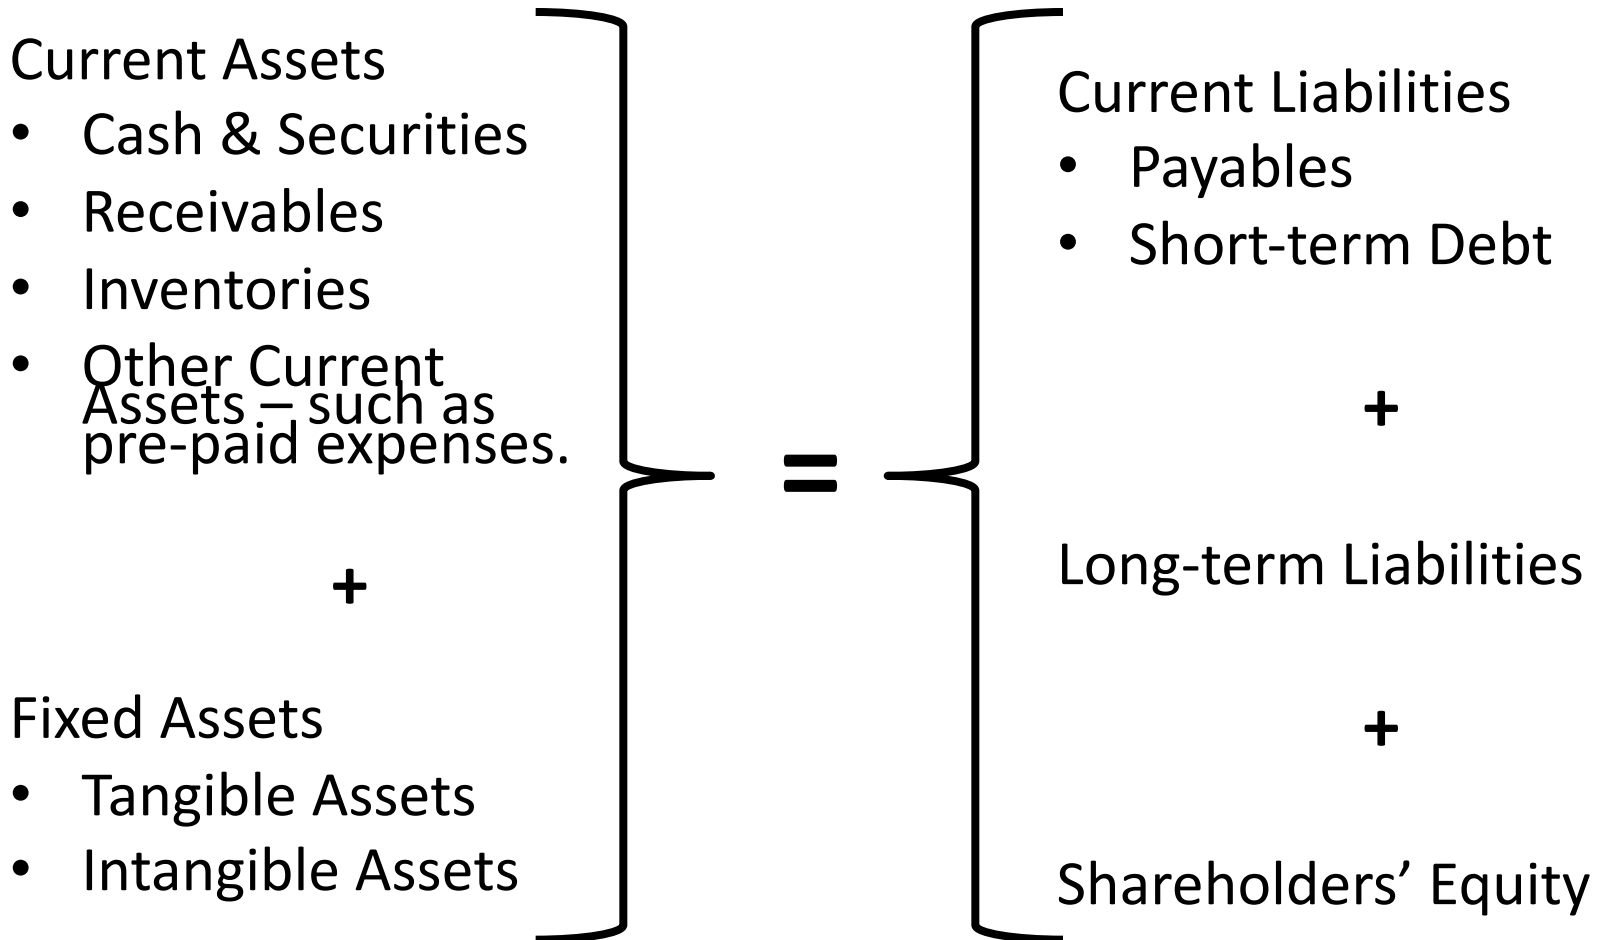 Current Assets
• Cash & Securities
• Receivables
• Inventories
• Other Current
Assets – such as
pre-paid expenses.
+
Fixed Assets
• Tangible Assets
• Intangible Assets
=
Current Liabilities
• Payables
• Short-term Debt
+
Long-term Liabilities
+
Shareholders’ Equity